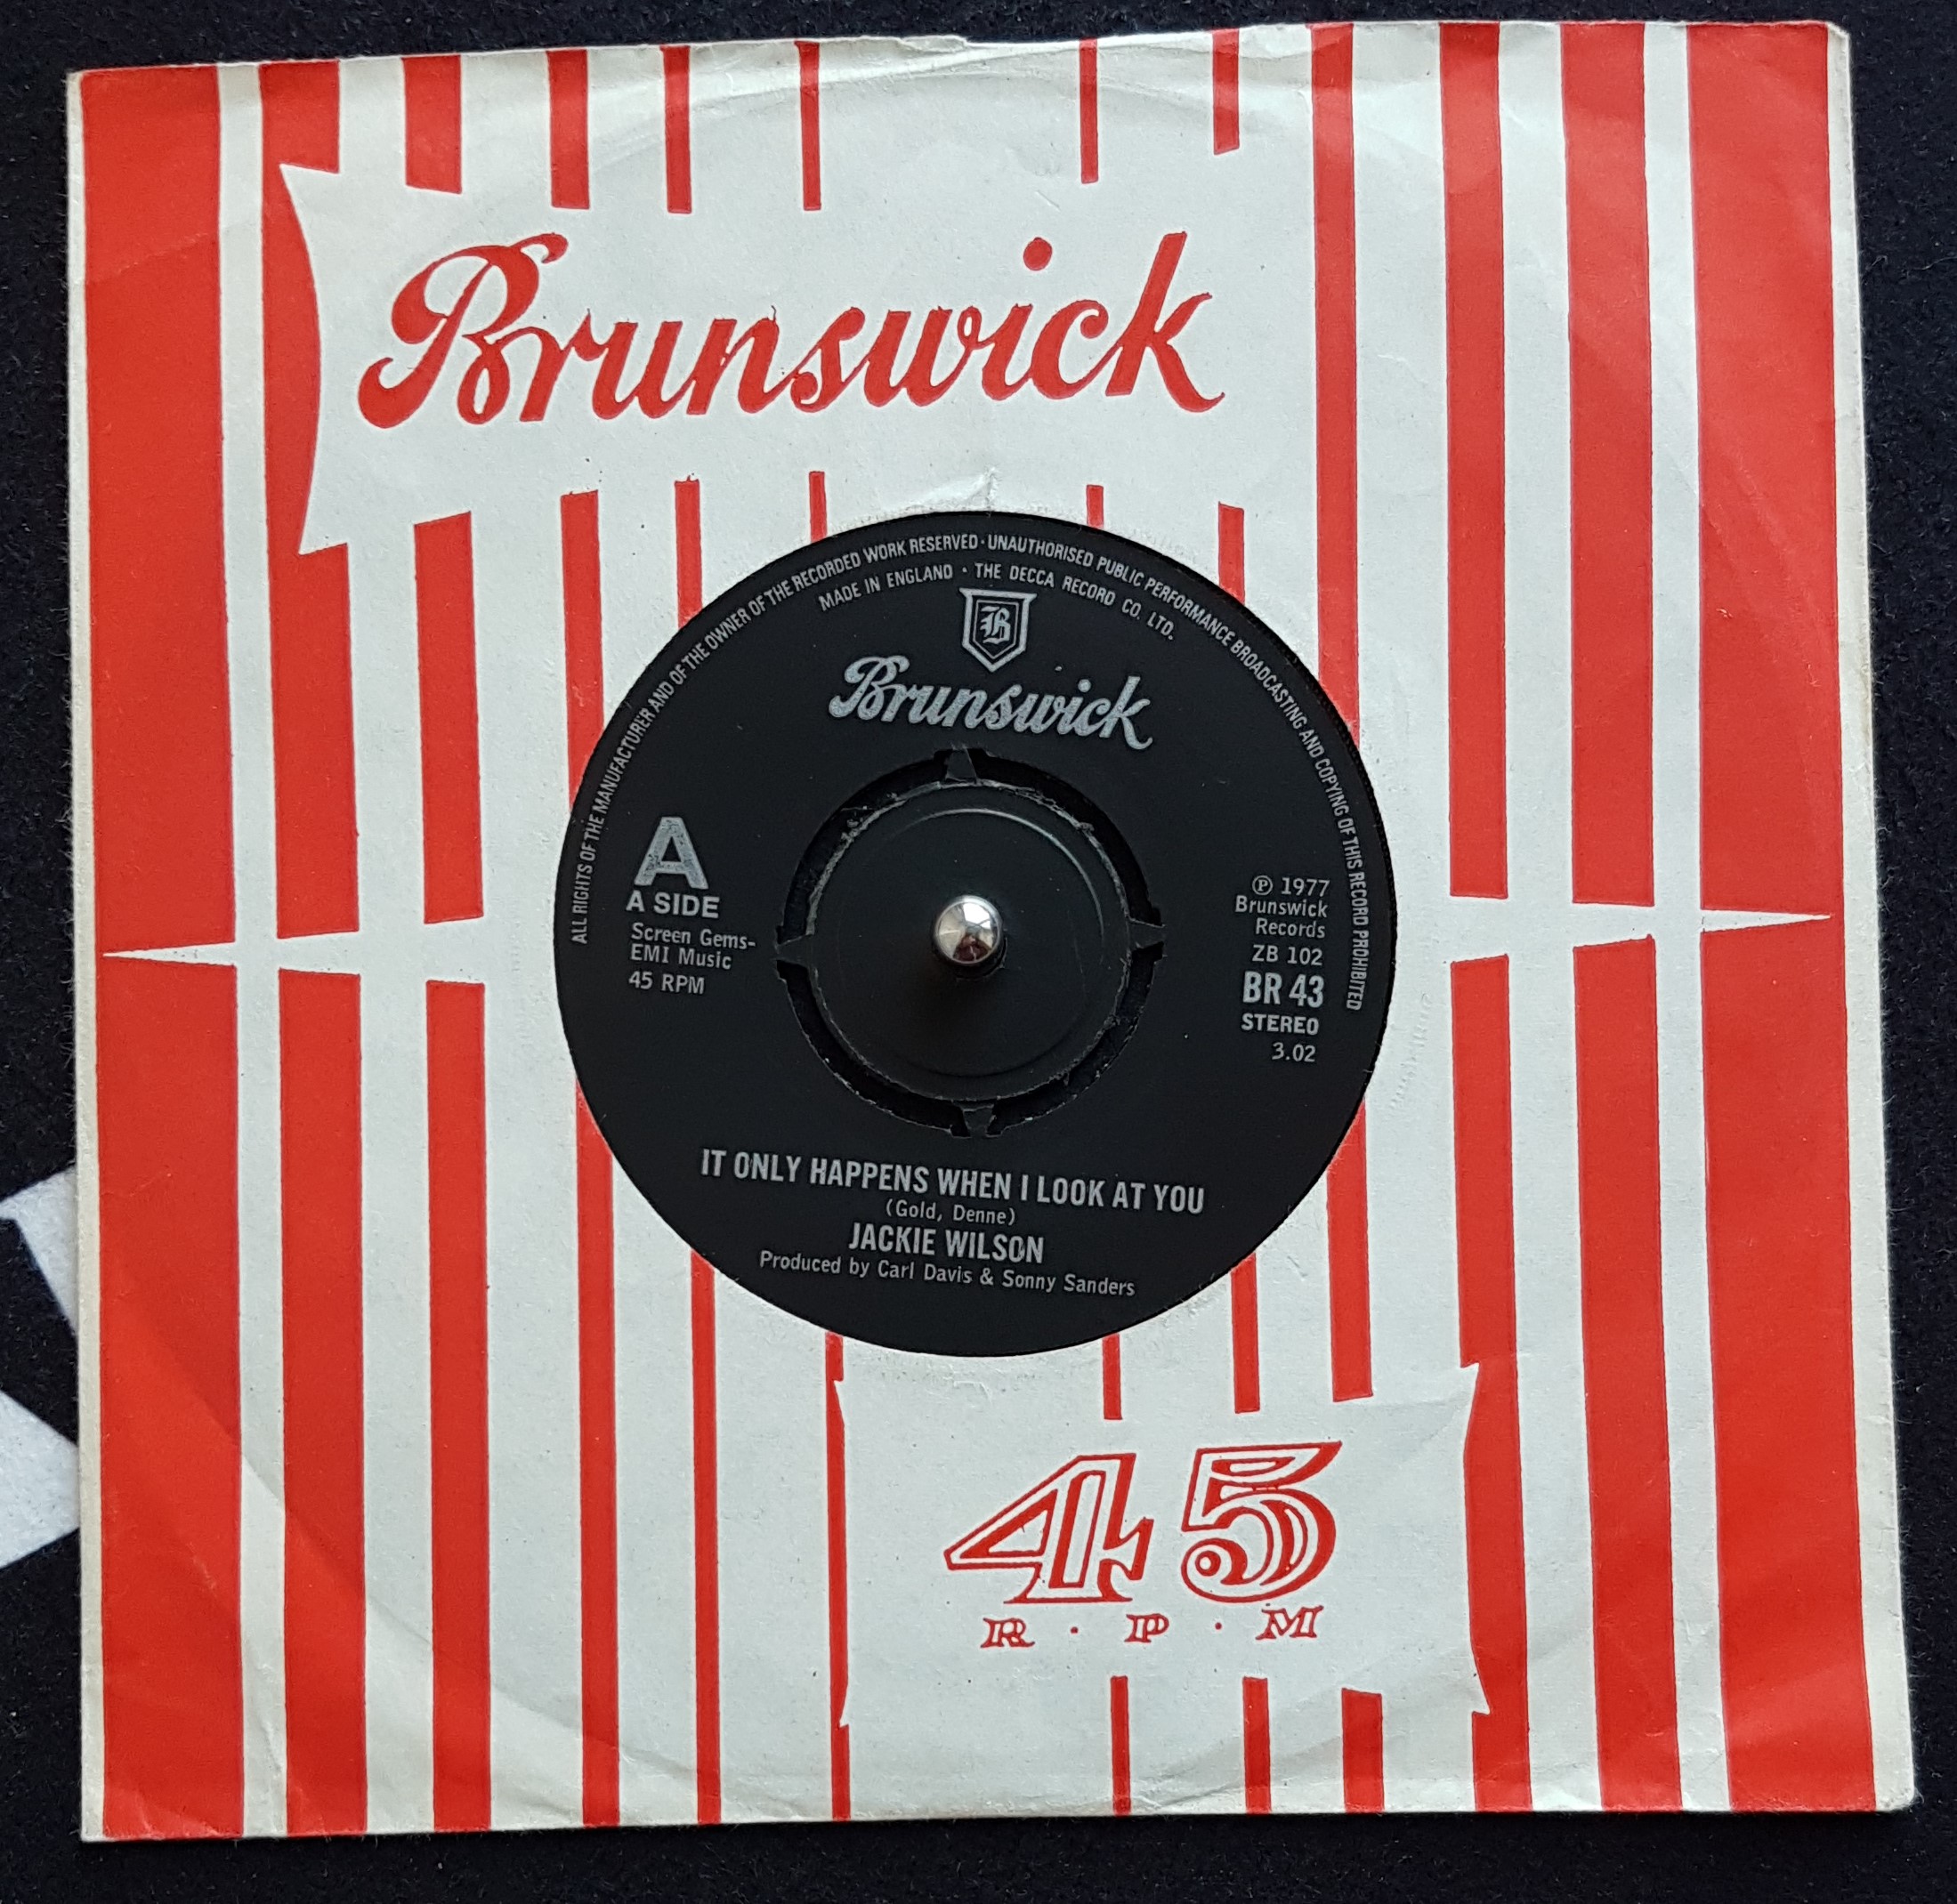 Brunswick
ALL RIGHTS OF THE MANUFACTURER AND OF THE OWNER OF THE RECORDED WORK RESERVED · UNAUTHORISED PUBLIC PERFORMANCE BROADCASTING AND COPYING OF THIS RECORD PROHIBITED
MADE IN ENGLAND · THE DECCA RECORD CO. LTD.
B
Brunswick
A
A SIDE
Screen Gems-
EMI Music
45 RPM
℗ 1977
Brunswick
Records
ZB 102
BR 43
STEREO
3.02
IT ONLY HAPPENS WHEN I LOOK AT YOU
(Gold, Denne)
JACKIE WILSON
Produced by Carl Davis & Sonny Sanders
45
R · P · M